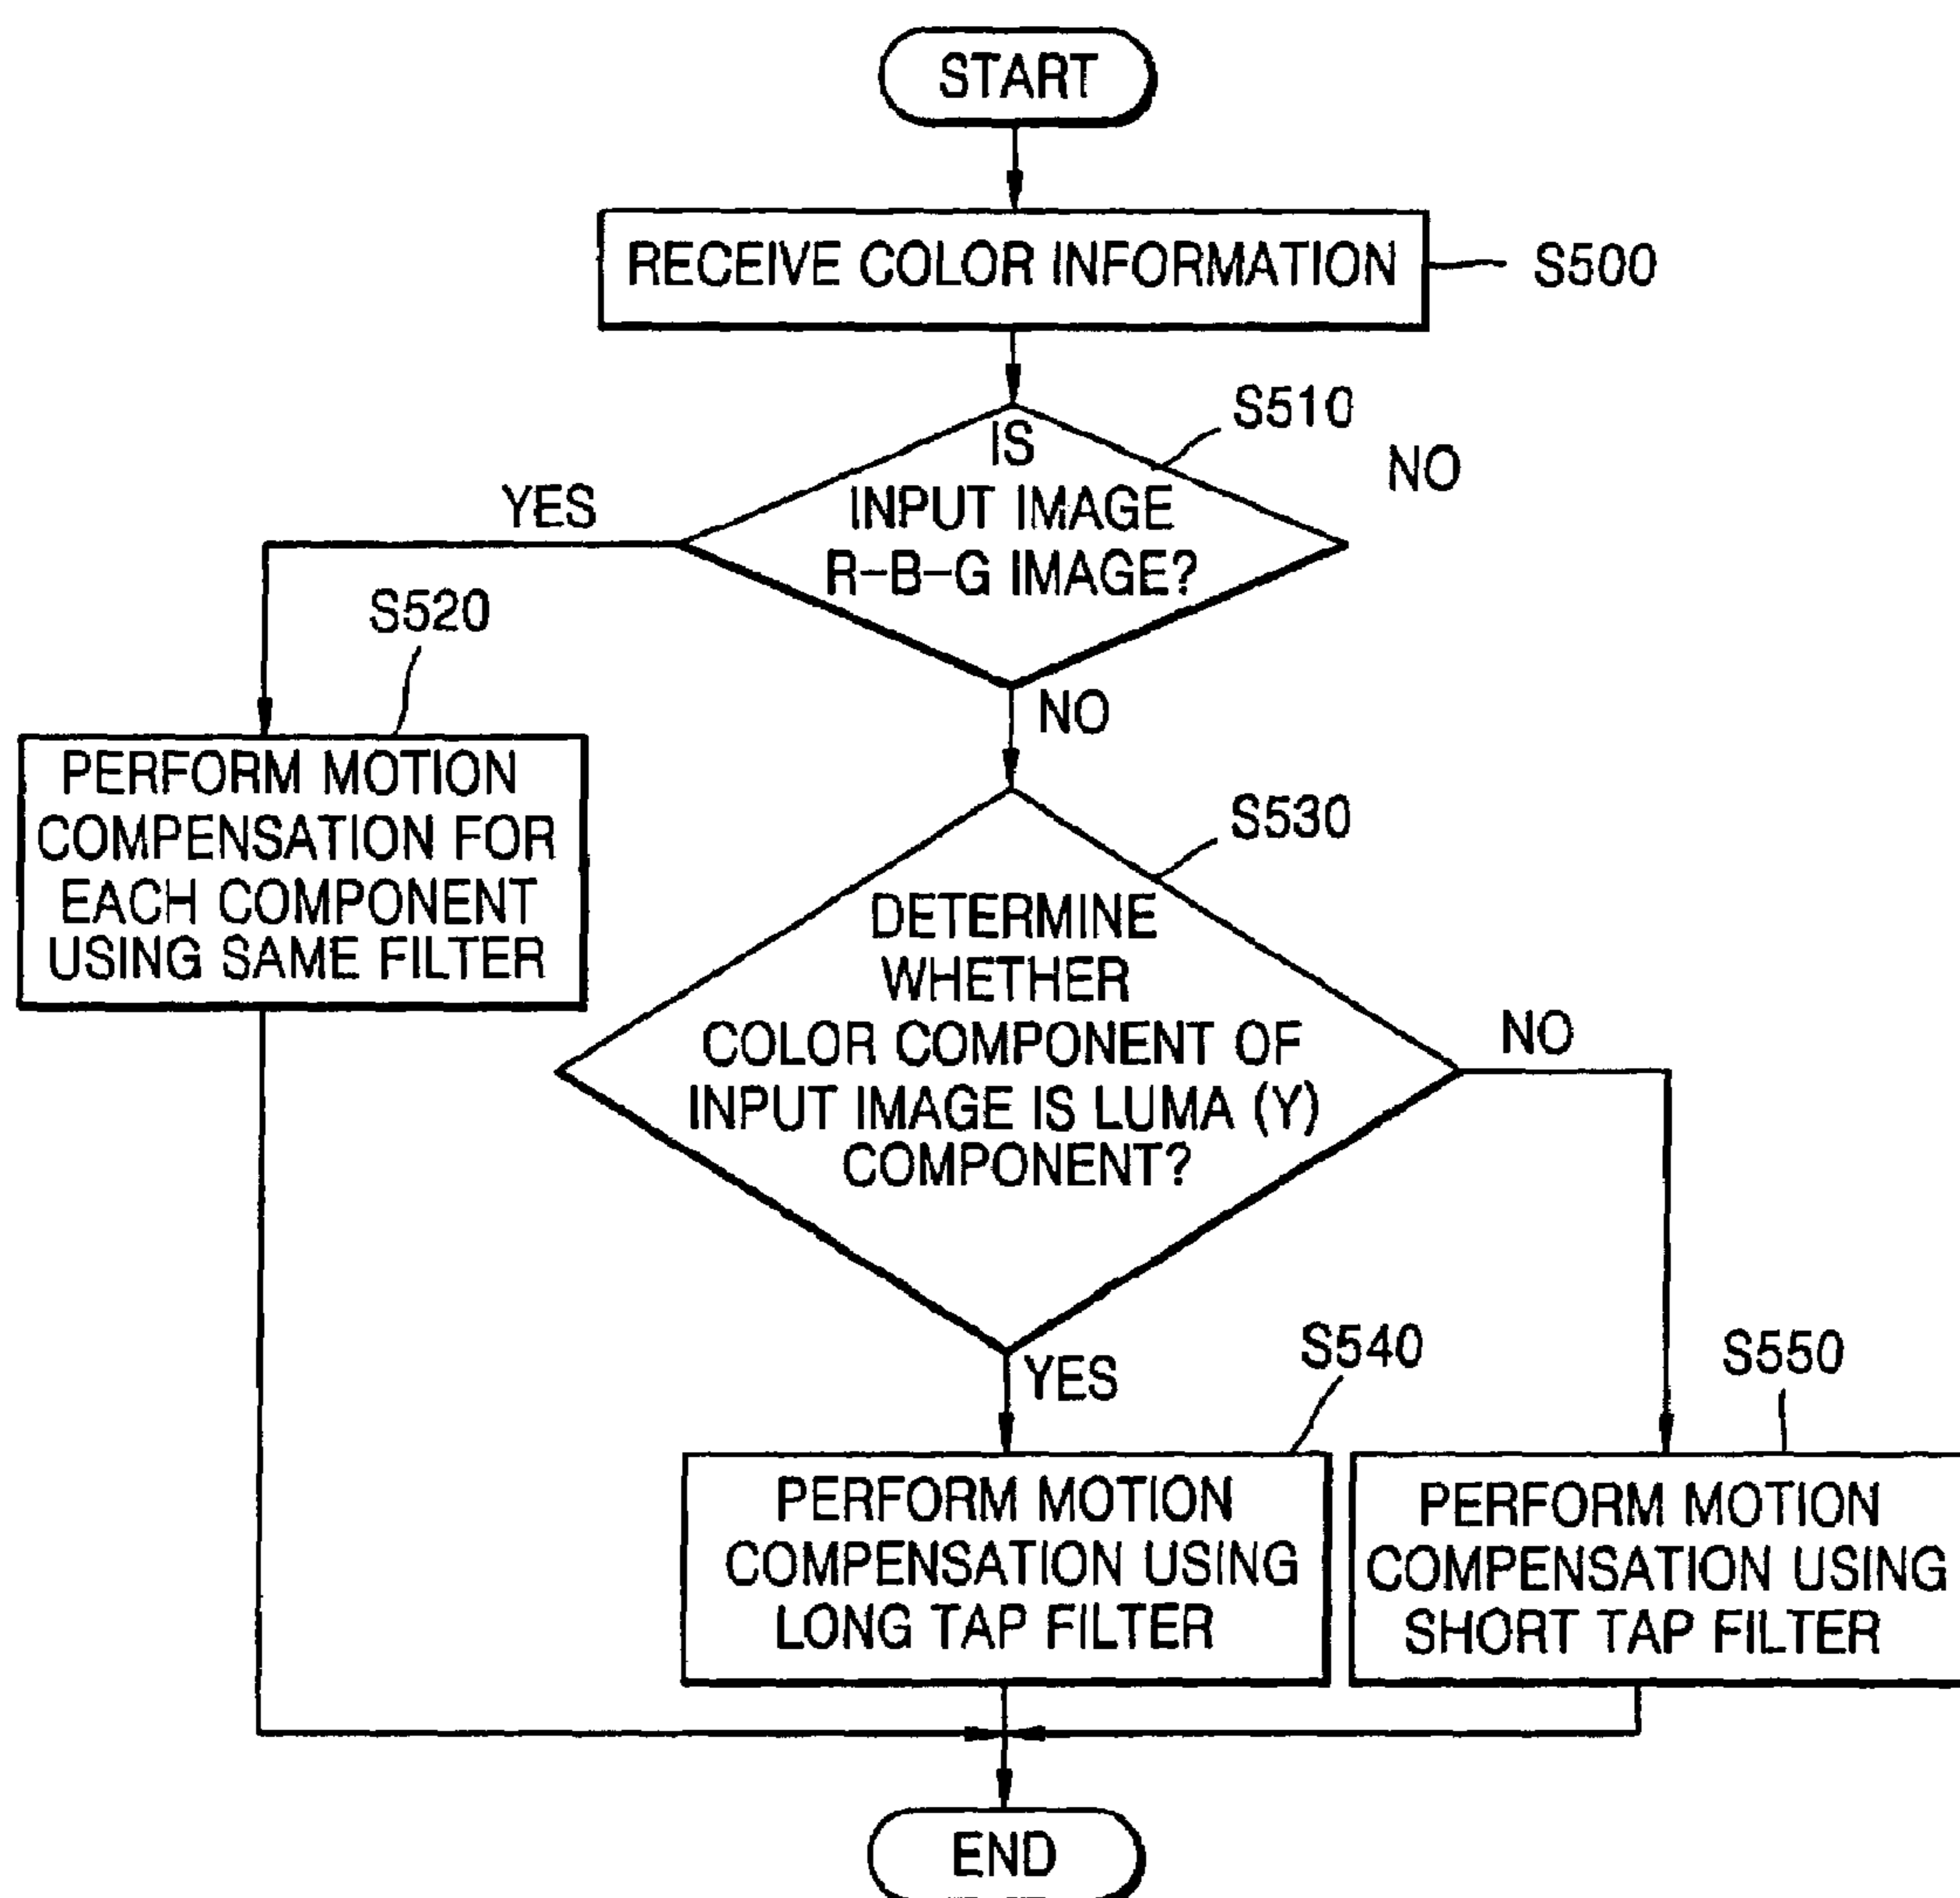 START
RECEIVE COLOR INFORMATION
S500
S510
NO
IS
INPUT IMAGE
R-B-G IMAGE?
YES
S520
NO
PERFORM MOTION
COMPENSATION FOR
EACH COMPONENT
USING SAME FILTER
S530
DETERMINE
WHETHER
COLOR COMPONENT OF
INPUT IMAGE IS LUMA (Y)
COMPONENT?
NO
YES
S540
S550
PERFORM MOTION
COMPENSATION USING
LONG TAP FILTER
PERFORM MOTION
COMPENSATION USING
SHORT TAP FILTER
END